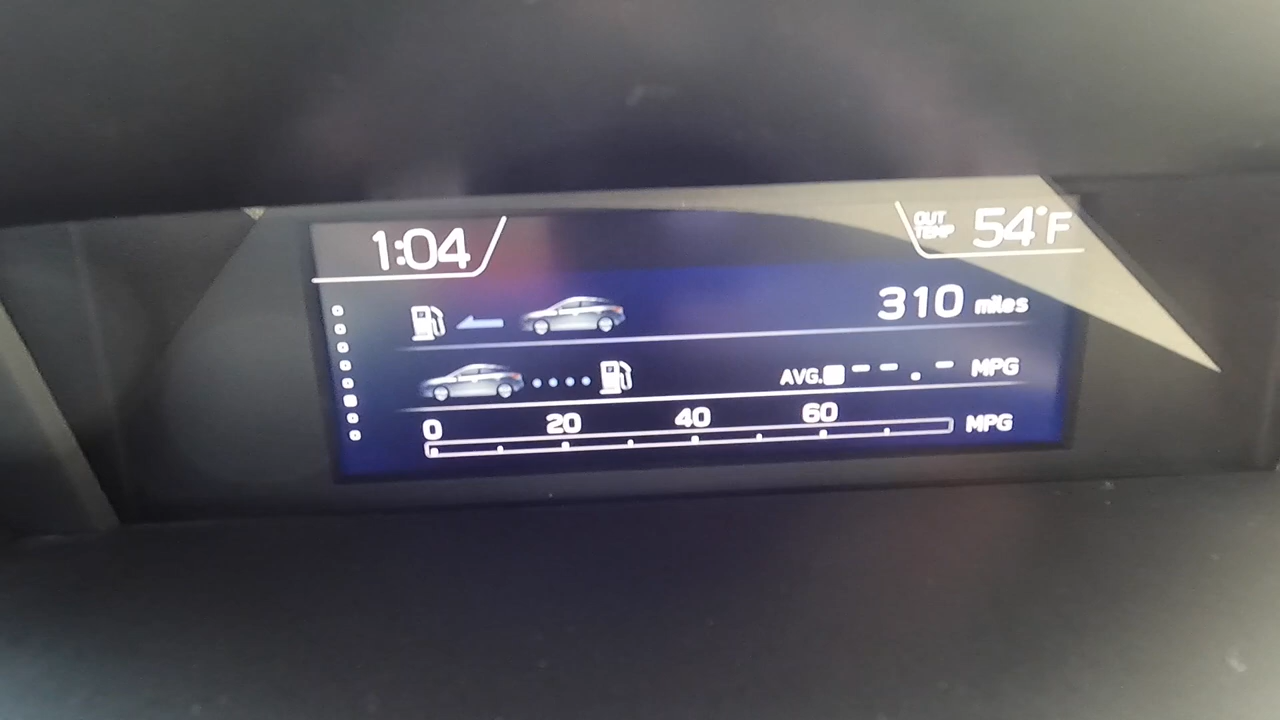 1:04
OUT TEMP 54°F
310 miles
AVG. --.- MPG
0 20 40 60
MPG